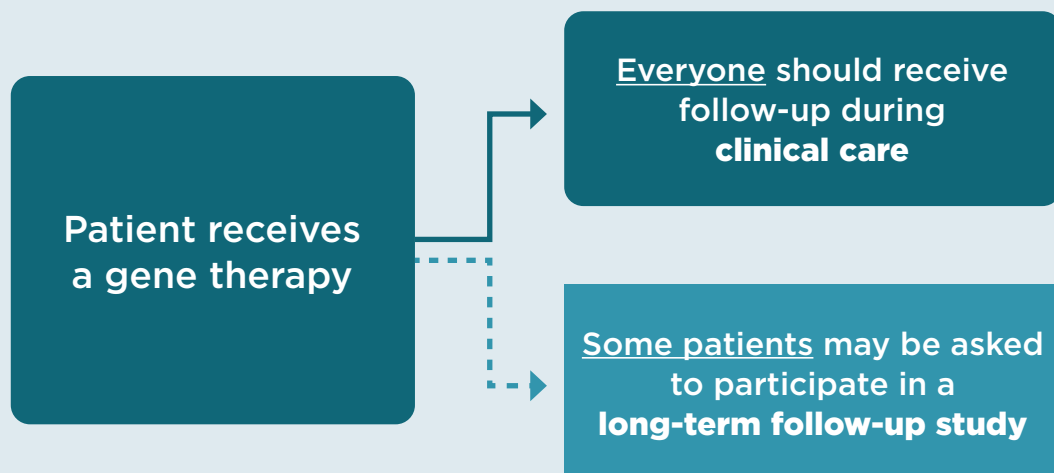 Patient receives
a gene therapy
Everyone should receive
follow-up during
clinical care
Some patients may be asked
to participate in a
long-term follow-up study